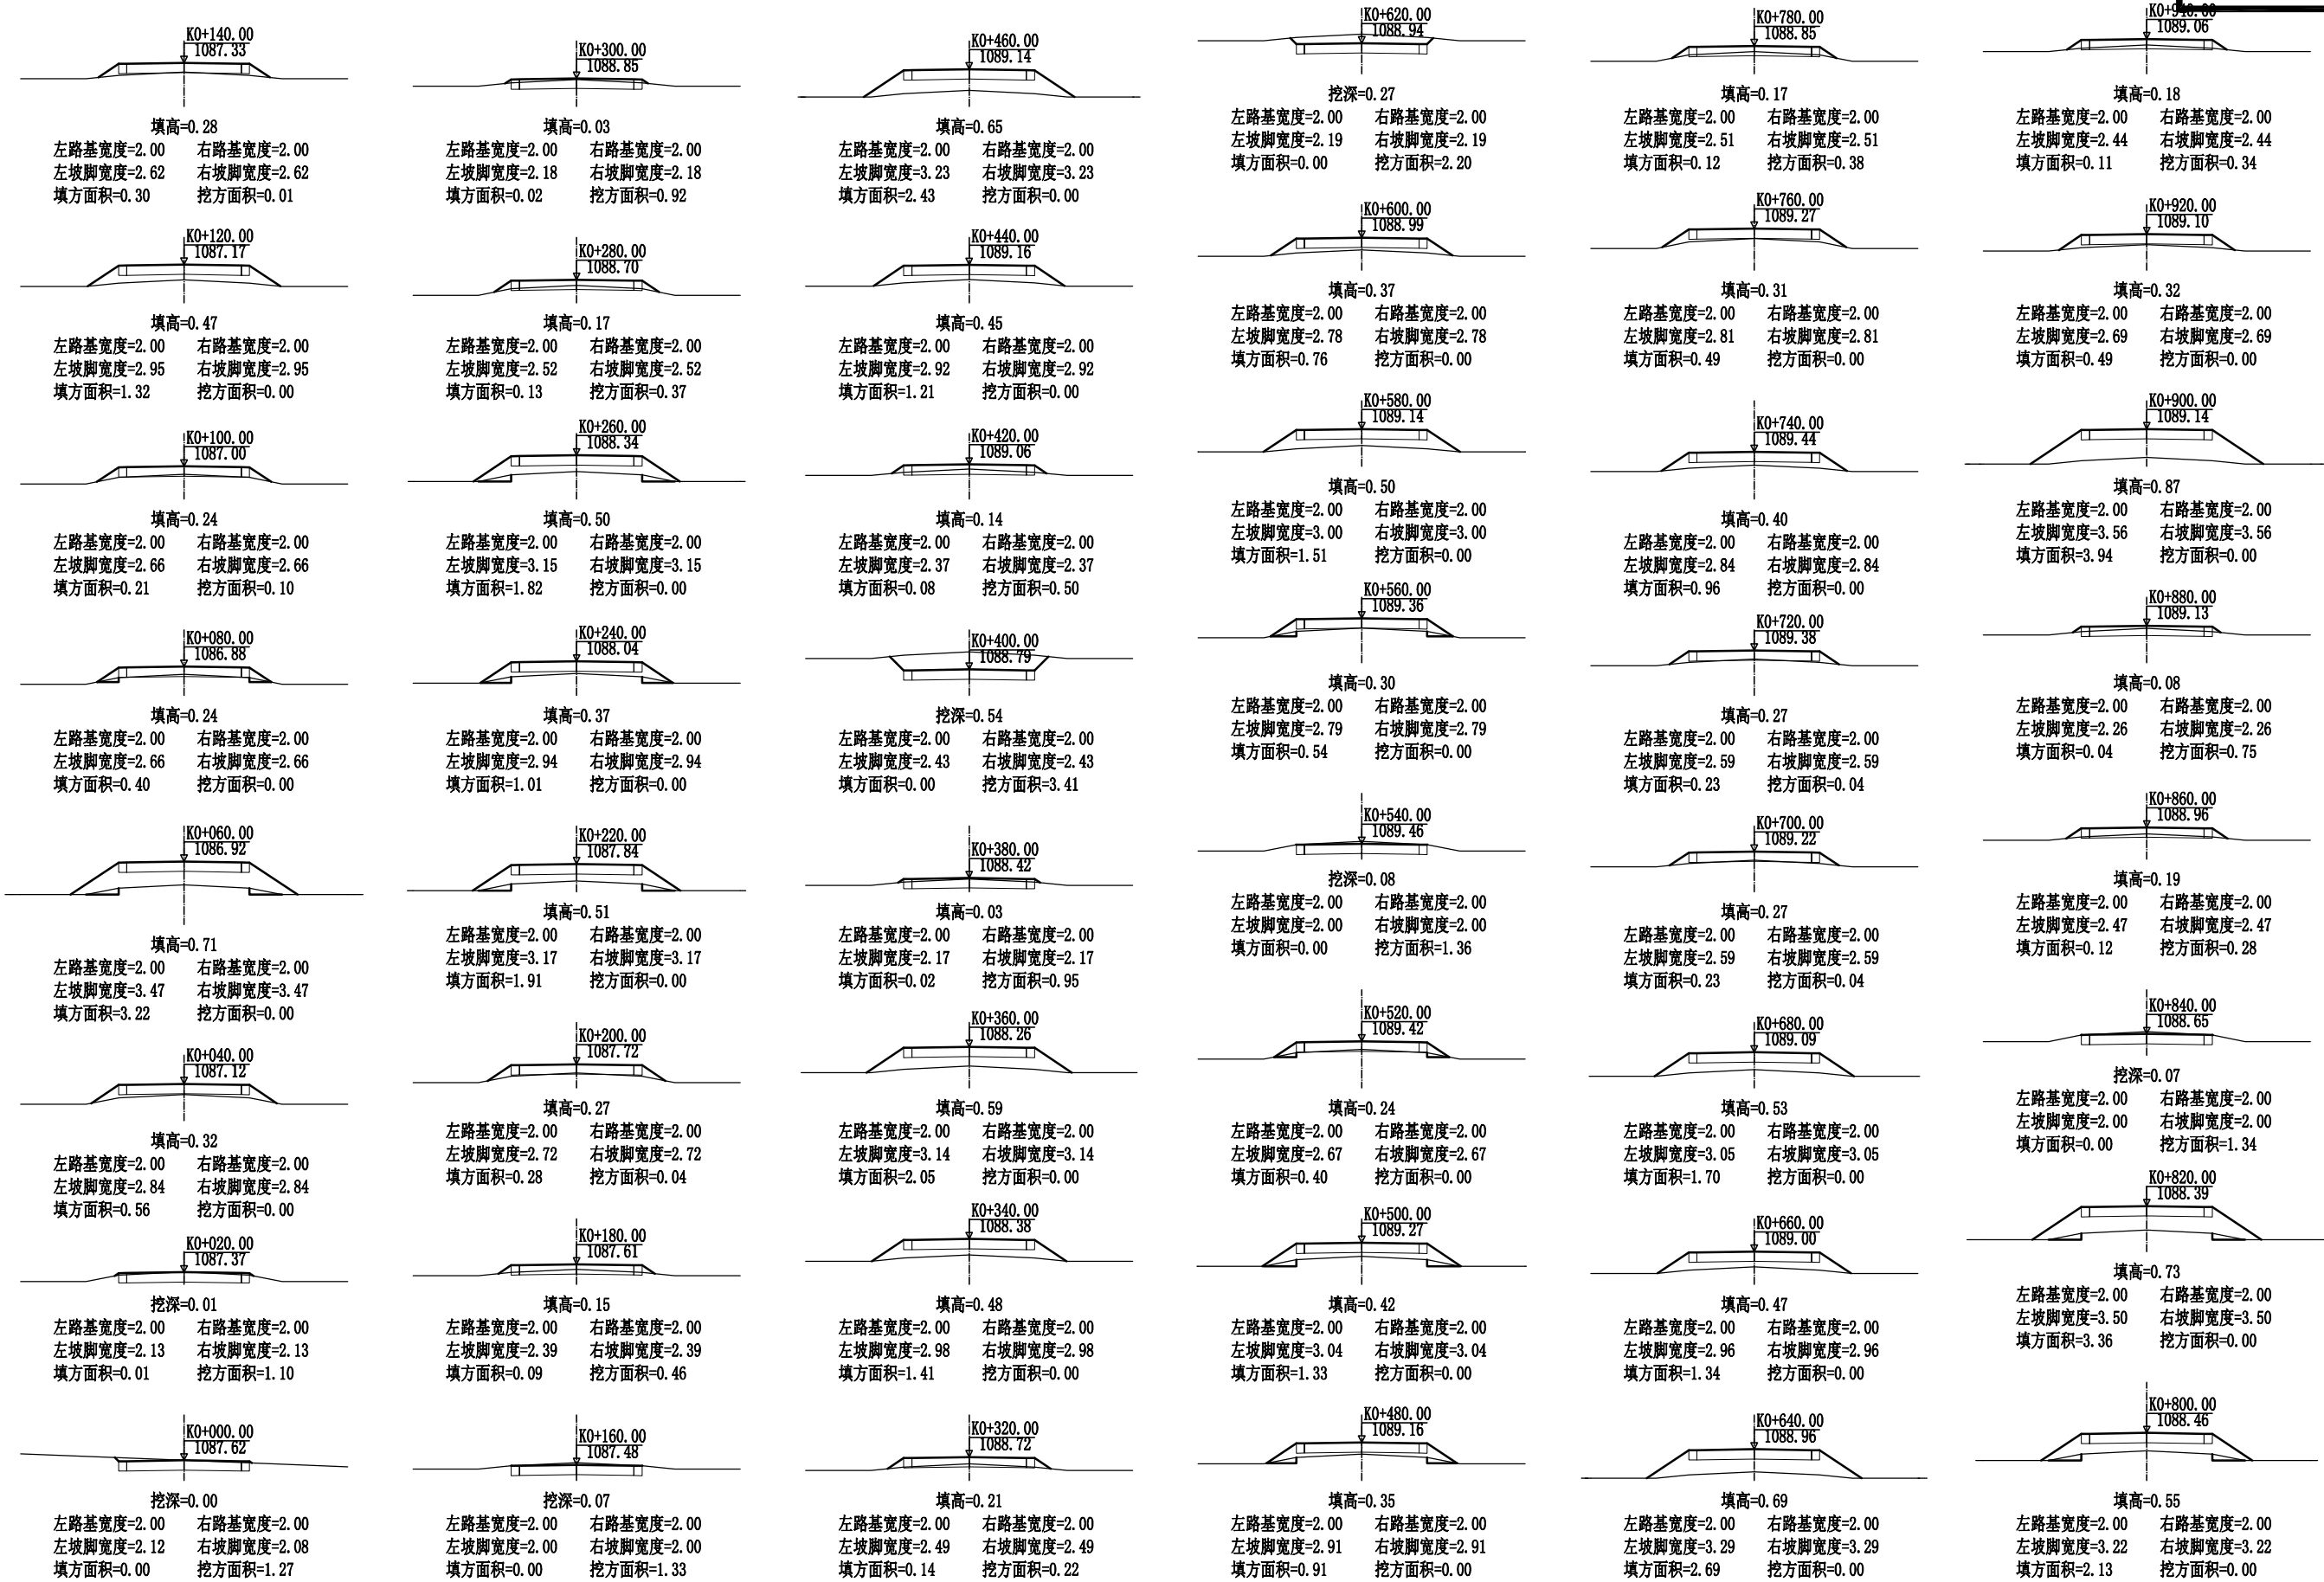 K0+140.00
1087.33
填高=0.28
左路基宽度=2.00 右路基宽度=2.00
左坡脚宽度=2.62 右坡脚宽度=2.62
填方面积=0.30 挖方面积=0.01
K0+120.00
1087.17
填高=0.47
左路基宽度=2.00 右路基宽度=2.00
左坡脚宽度=2.95 右坡脚宽度=2.95
填方面积=1.32 挖方面积=0.00
K0+100.00
1087.00
填高=0.24
左路基宽度=2.00 右路基宽度=2.00
左坡脚宽度=2.66 右坡脚宽度=2.66
填方面积=0.21 挖方面积=0.10
K0+080.00
1086.88
填高=0.24
左路基宽度=2.00 右路基宽度=2.00
左坡脚宽度=2.66 右坡脚宽度=2.66
填方面积=0.40 挖方面积=0.00
K0+060.00
1086.92
填高=0.71
左路基宽度=2.00 右路基宽度=2.00
左坡脚宽度=3.47 右坡脚宽度=3.47
填方面积=3.22 挖方面积=0.00
K0+040.00
1087.12
填高=0.32
左路基宽度=2.00 右路基宽度=2.00
左坡脚宽度=2.84 右坡脚宽度=2.84
填方面积=0.56 挖方面积=0.00
K0+020.00
1087.37
挖深=0.01
左路基宽度=2.00 右路基宽度=2.00
左坡脚宽度=2.13 右坡脚宽度=2.13
填方面积=0.01 挖方面积=1.10
K0+000.00
1087.62
挖深=0.00
左路基宽度=2.00 右路基宽度=2.00
左坡脚宽度=2.12 右坡脚宽度=2.08
填方面积=0.00 挖方面积=1.27
K0+300.00
1088.85
填高=0.03
左路基宽度=2.00 右路基宽度=2.00
左坡脚宽度=2.18 右坡脚宽度=2.18
填方面积=0.02 挖方面积=0.92
K0+280.00
1088.70
填高=0.17
左路基宽度=2.00 右路基宽度=2.00
左坡脚宽度=2.52 右坡脚宽度=2.52
填方面积=0.13 挖方面积=0.37
K0+260.00
1088.34
填高=0.50
左路基宽度=2.00 右路基宽度=2.00
左坡脚宽度=3.15 右坡脚宽度=3.15
填方面积=1.82 挖方面积=0.00
K0+240.00
1088.04
填高=0.37
左路基宽度=2.00 右路基宽度=2.00
左坡脚宽度=2.94 右坡脚宽度=2.94
填方面积=1.01 挖方面积=0.00
K0+220.00
1087.84
填高=0.51
左路基宽度=2.00 右路基宽度=2.00
左坡脚宽度=3.17 右坡脚宽度=3.17
填方面积=1.91 挖方面积=0.00
K0+200.00
1087.72
填高=0.27
左路基宽度=2.00 右路基宽度=2.00
左坡脚宽度=2.72 右坡脚宽度=2.72
填方面积=0.28 挖方面积=0.04
K0+180.00
1087.61
填高=0.15
左路基宽度=2.00 右路基宽度=2.00
左坡脚宽度=2.39 右坡脚宽度=2.39
填方面积=0.09 挖方面积=0.46
K0+160.00
1087.48
挖深=0.07
左路基宽度=2.00 右路基宽度=2.00
左坡脚宽度=2.00 右坡脚宽度=2.00
填方面积=0.00 挖方面积=1.33
K0+460.00
1089.14
填高=0.65
左路基宽度=2.00 右路基宽度=2.00
左坡脚宽度=3.23 右坡脚宽度=3.23
填方面积=2.43 挖方面积=0.00
K0+440.00
1089.16
填高=0.45
左路基宽度=2.00 右路基宽度=2.00
左坡脚宽度=2.92 右坡脚宽度=2.92
填方面积=1.21 挖方面积=0.00
K0+420.00
1089.06
填高=0.14
左路基宽度=2.00 右路基宽度=2.00
左坡脚宽度=2.37 右坡脚宽度=2.37
填方面积=0.08 挖方面积=0.50
K0+400.00
1088.79
挖深=0.54
左路基宽度=2.00 右路基宽度=2.00
左坡脚宽度=2.43 右坡脚宽度=2.43
填方面积=0.00 挖方面积=3.41
K0+380.00
1088.42
填高=0.03
左路基宽度=2.00 右路基宽度=2.00
左坡脚宽度=2.17 右坡脚宽度=2.17
填方面积=0.02 挖方面积=0.95
K0+360.00
1088.26
填高=0.59
左路基宽度=2.00 右路基宽度=2.00
左坡脚宽度=3.14 右坡脚宽度=3.14
填方面积=2.05 挖方面积=0.00
K0+340.00
1088.38
填高=0.48
左路基宽度=2.00 右路基宽度=2.00
左坡脚宽度=2.98 右坡脚宽度=2.98
填方面积=1.41 挖方面积=0.00
K0+320.00
1088.72
填高=0.21
左路基宽度=2.00 右路基宽度=2.00
左坡脚宽度=2.49 右坡脚宽度=2.49
填方面积=0.14 挖方面积=0.22
K0+620.00
1088.94
挖深=0.27
左路基宽度=2.00 右路基宽度=2.00
左坡脚宽度=2.19 右坡脚宽度=2.19
填方面积=0.00 挖方面积=2.20
K0+600.00
1088.99
填高=0.37
左路基宽度=2.00 右路基宽度=2.00
左坡脚宽度=2.78 右坡脚宽度=2.78
填方面积=0.76 挖方面积=0.00
K0+580.00
1089.14
填高=0.50
左路基宽度=2.00 右路基宽度=2.00
左坡脚宽度=3.00 右坡脚宽度=3.00
填方面积=1.51 挖方面积=0.00
K0+560.00
1089.36
填高=0.30
左路基宽度=2.00 右路基宽度=2.00
左坡脚宽度=2.79 右坡脚宽度=2.79
填方面积=0.54 挖方面积=0.00
K0+540.00
1089.46
挖深=0.08
左路基宽度=2.00 右路基宽度=2.00
左坡脚宽度=2.00 右坡脚宽度=2.00
填方面积=0.00 挖方面积=1.36
K0+520.00
1089.42
填高=0.24
左路基宽度=2.00 右路基宽度=2.00
左坡脚宽度=2.67 右坡脚宽度=2.67
填方面积=0.40 挖方面积=0.00
K0+500.00
1089.27
填高=0.42
左路基宽度=2.00 右路基宽度=2.00
左坡脚宽度=3.04 右坡脚宽度=3.04
填方面积=1.33 挖方面积=0.00
K0+480.00
1089.16
填高=0.35
左路基宽度=2.00 右路基宽度=2.00
左坡脚宽度=2.91 右坡脚宽度=2.91
填方面积=0.91 挖方面积=0.00
K0+780.00
1088.85
填高=0.17
左路基宽度=2.00 右路基宽度=2.00
左坡脚宽度=2.51 右坡脚宽度=2.51
填方面积=0.12 挖方面积=0.38
K0+760.00
1089.27
填高=0.31
左路基宽度=2.00 右路基宽度=2.00
左坡脚宽度=2.81 右坡脚宽度=2.81
填方面积=0.49 挖方面积=0.00
K0+740.00
1089.44
填高=0.40
左路基宽度=2.00 右路基宽度=2.00
左坡脚宽度=2.84 右坡脚宽度=2.84
填方面积=0.96 挖方面积=0.00
K0+720.00
1089.38
填高=0.27
左路基宽度=2.00 右路基宽度=2.00
左坡脚宽度=2.59 右坡脚宽度=2.59
填方面积=0.23 挖方面积=0.04
K0+700.00
1089.22
填高=0.27
左路基宽度=2.00 右路基宽度=2.00
左坡脚宽度=2.59 右坡脚宽度=2.59
填方面积=0.23 挖方面积=0.04
K0+680.00
1089.09
填高=0.53
左路基宽度=2.00 右路基宽度=2.00
左坡脚宽度=3.05 右坡脚宽度=3.05
填方面积=1.70 挖方面积=0.00
K0+660.00
1089.00
填高=0.47
左路基宽度=2.00 右路基宽度=2.00
左坡脚宽度=2.96 右坡脚宽度=2.96
填方面积=1.34 挖方面积=0.00
K0+640.00
1088.96
填高=0.69
左路基宽度=2.00 右路基宽度=2.00
左坡脚宽度=3.29 右坡脚宽度=3.29
填方面积=2.69 挖方面积=0.00
K0+940.00
1089.06
填高=0.18
左路基宽度=2.00 右路基宽度=2.00
左坡脚宽度=2.44 右坡脚宽度=2.44
填方面积=0.11 挖方面积=0.34
K0+920.00
1089.10
填高=0.32
左路基宽度=2.00 右路基宽度=2.00
左坡脚宽度=2.69 右坡脚宽度=2.69
填方面积=0.49 挖方面积=0.00
K0+900.00
1089.14
填高=0.87
左路基宽度=2.00 右路基宽度=2.00
左坡脚宽度=3.56 右坡脚宽度=3.56
填方面积=3.94 挖方面积=0.00
K0+880.00
1089.13
填高=0.08
左路基宽度=2.00 右路基宽度=2.00
左坡脚宽度=2.26 右坡脚宽度=2.26
填方面积=0.04 挖方面积=0.75
K0+860.00
1088.96
填高=0.19
左路基宽度=2.00 右路基宽度=2.00
左坡脚宽度=2.47 右坡脚宽度=2.47
填方面积=0.12 挖方面积=0.28
K0+840.00
1088.65
挖深=0.07
左路基宽度=2.00 右路基宽度=2.00
左坡脚宽度=2.00 右坡脚宽度=2.00
填方面积=0.00 挖方面积=1.34
K0+820.00
1088.39
填高=0.73
左路基宽度=2.00 右路基宽度=2.00
左坡脚宽度=3.50 右坡脚宽度=3.50
填方面积=3.36 挖方面积=0.00
K0+800.00
1088.46
填高=0.55
左路基宽度=2.00 右路基宽度=2.00
左坡脚宽度=3.22 右坡脚宽度=3.22
填方面积=2.13 挖方面积=0.00